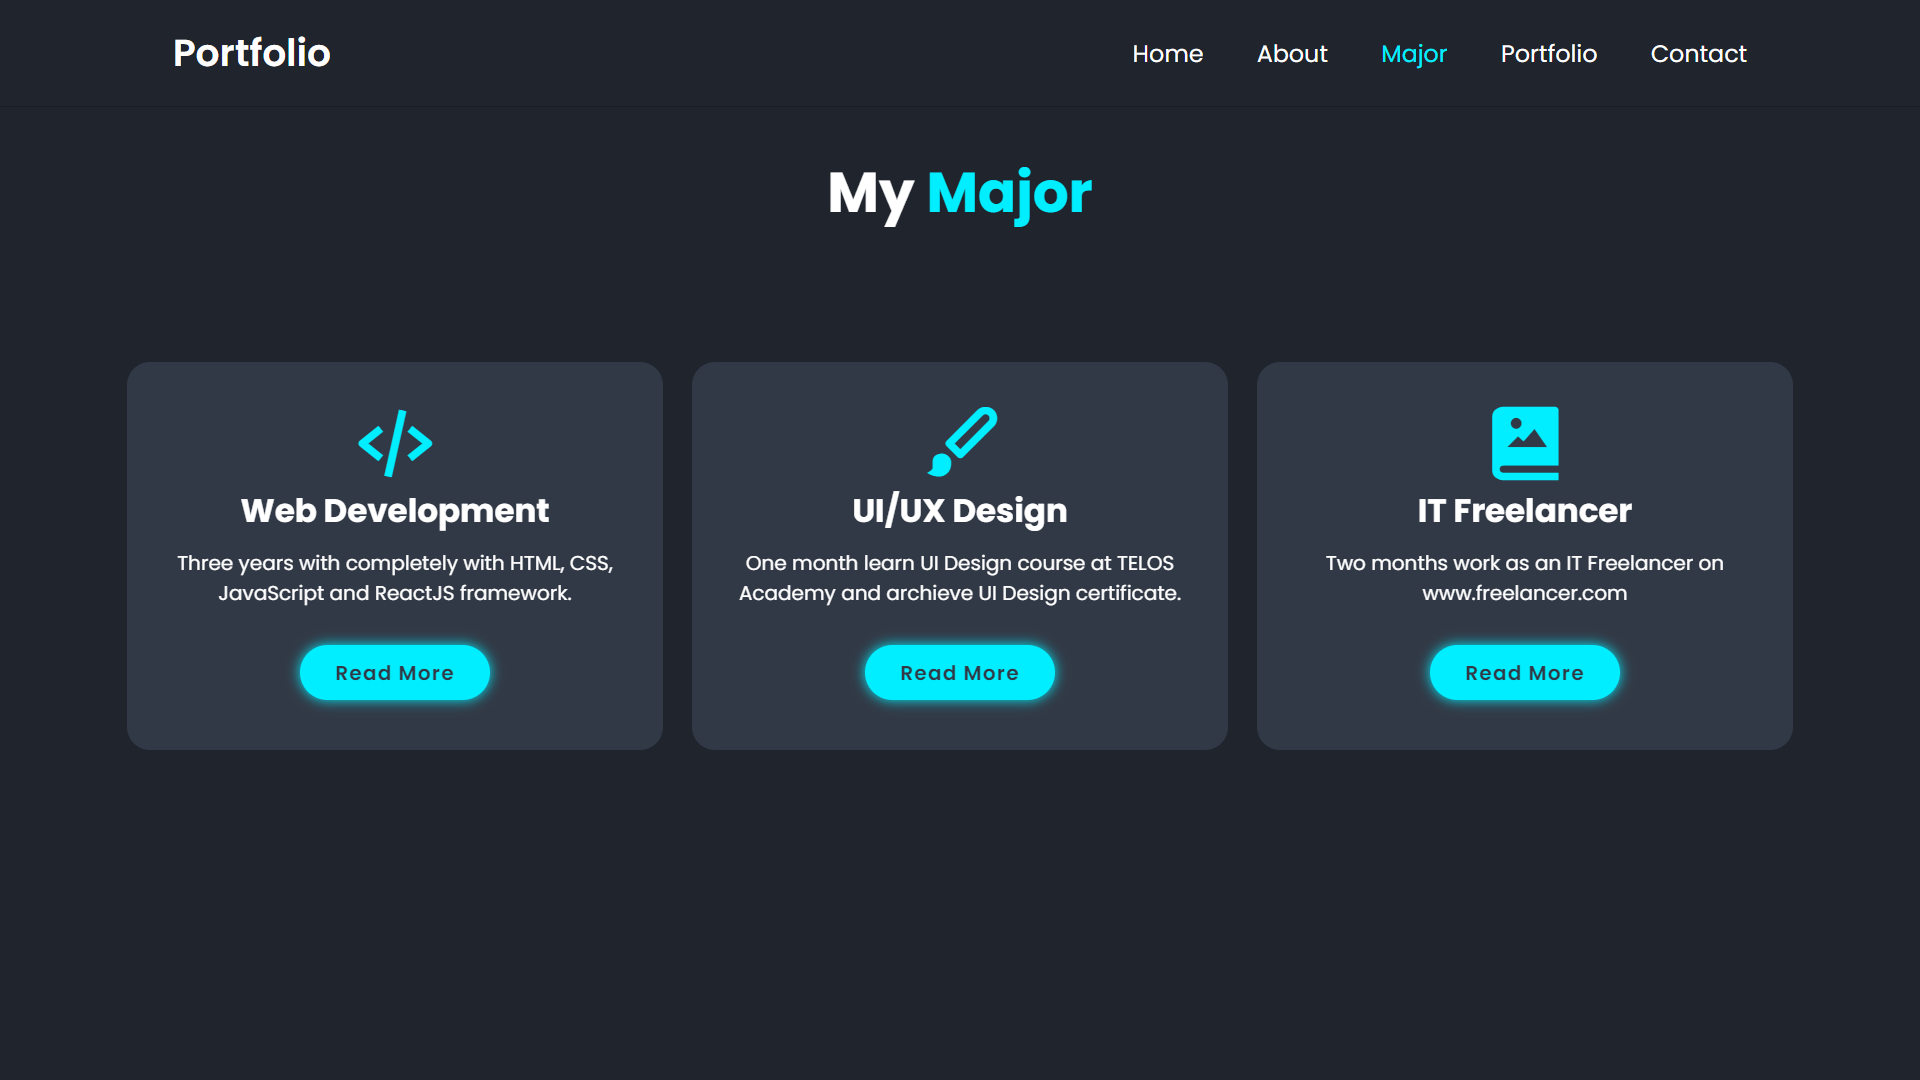 Portfolio
Home About Major Portfolio Contact
My Major
Web Development
Three years with completely with HTML, CSS,
JavaScript and ReactJS framework.
Read More
UI/UX Design
One month learn UI Design course at TELOS
Academy and archieve UI Design certificate.
Read More
IT Freelancer
Two months work as an IT Freelancer on
www.freelancer.com
Read More